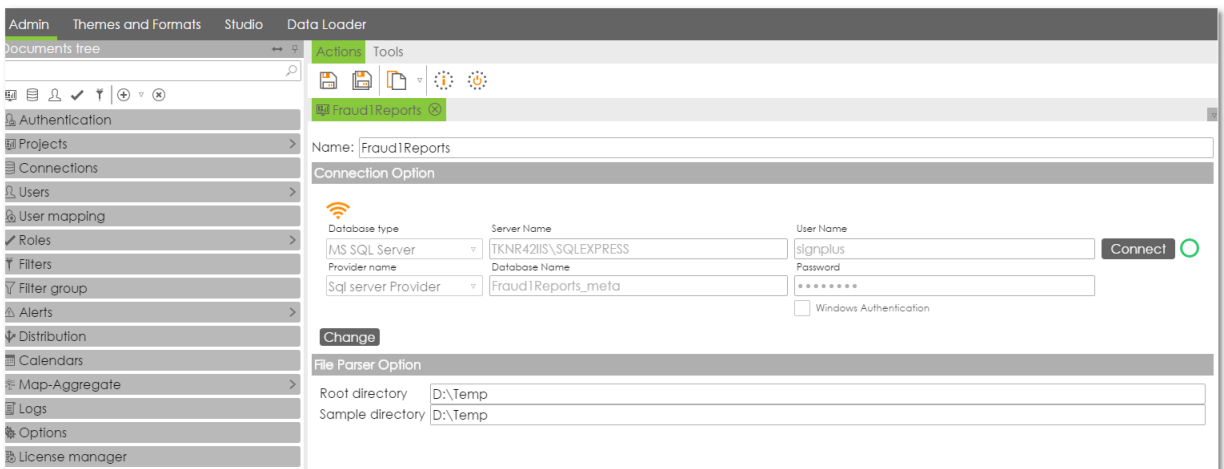 Admin Themes and Formats Studio Data Loader
Documents tree
Authentication
Projects
Connections
Users
User mapping
Roles
Filters
Filter group
Alerts
Distribution
Calendars
Map-Aggregate
Logs
Options
License manager
Actions Tools
Fraud1Reports
Name: Fraud1Reports
Connection Option
Database type Server Name User Name
MS SQL Server TKNR42IIS\SQLEXPRESS signplus Connect
Provider name Database Name Password
Sql server Provider Fraud1Reports_meta ••••••••
Windows Authentication
Change
File Parser Option
Root directory D:\Temp
Sample directory D:\Temp